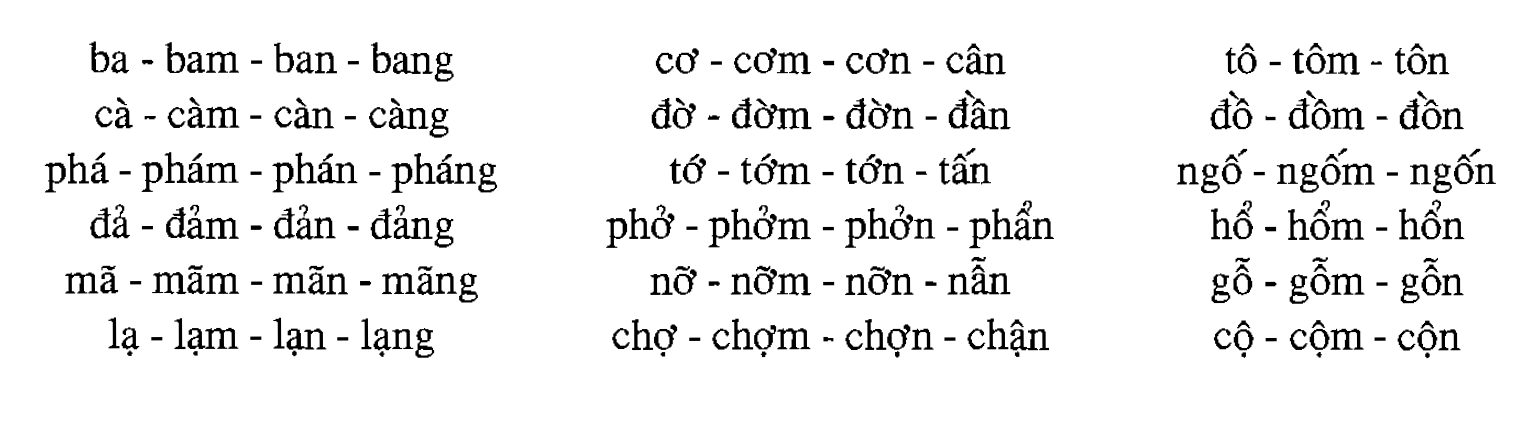 ba - bam - ban - bang
cà - càm - càn - càng
phá - phám - phán - pháng
đả - đảm - đản - đảng
mã - mãm - mãn - mãng
lạ - lạm - lạn - lạng
cơ - cơm - cơn - cân
đờ - đờm - đờn - đần
tớ - tớm - tớn - tấn
phở - phởm - phởn - phẩn
nỡ - nỡm - nỡn - nẫn
chợ - chợm - chợn - chận
tô - tôm - tôn
đồ - đồm - đồn
ngố - ngốm - ngốn
hổ - hổm - hổn
gỗ - gỗm - gỗn
cộ - cộm - cộn